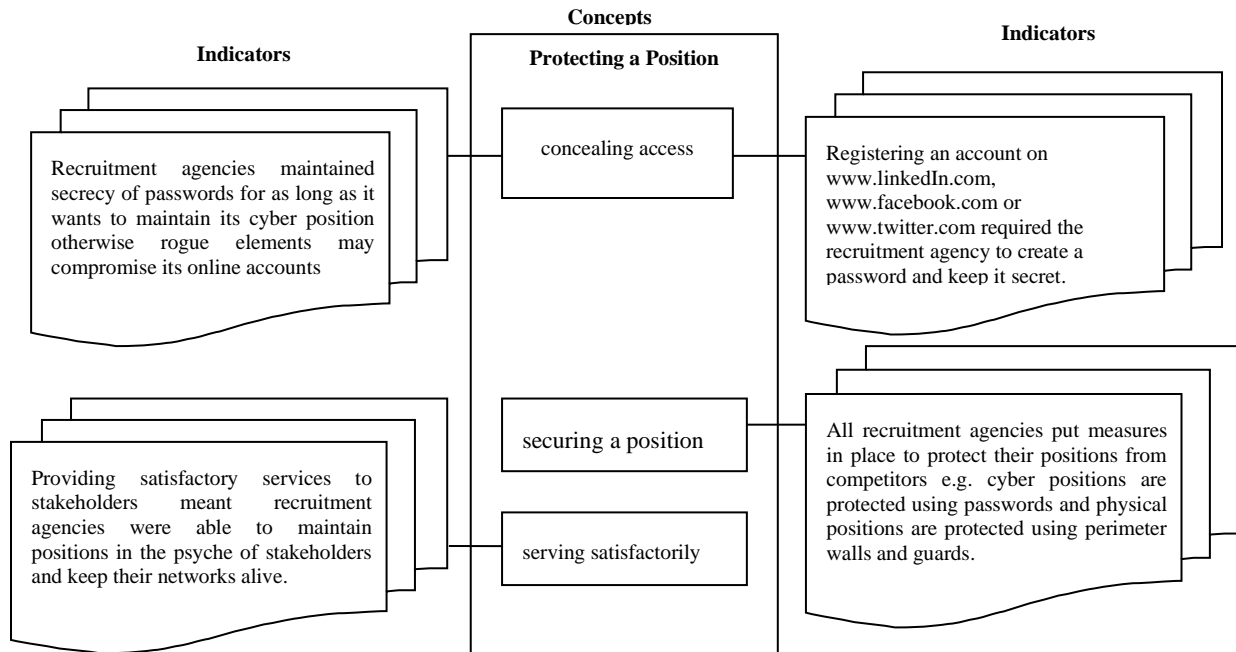 Concepts
Indicators
Indicators
Protecting a Position
concealing access
Recruitment agencies maintained
secrecy of passwords for as long as it
wants to maintain its cyber position
otherwise rogue elements may
compromise its online accounts
Registering an account on
www.linkedIn.com,
www.facebook.com or
www.twitter.com required the
recruitment agency to create a
password and keep it secret.
securing a position
All recruitment agencies put measures
in place to protect their positions from
competitors e.g. cyber positions are
protected using passwords and physical
positions are protected using perimeter
walls and guards.
Providing satisfactory services to
stakeholders meant recruitment
agencies were able to maintain
positions in the psyche of stakeholders
and keep their networks alive.
serving satisfactorily